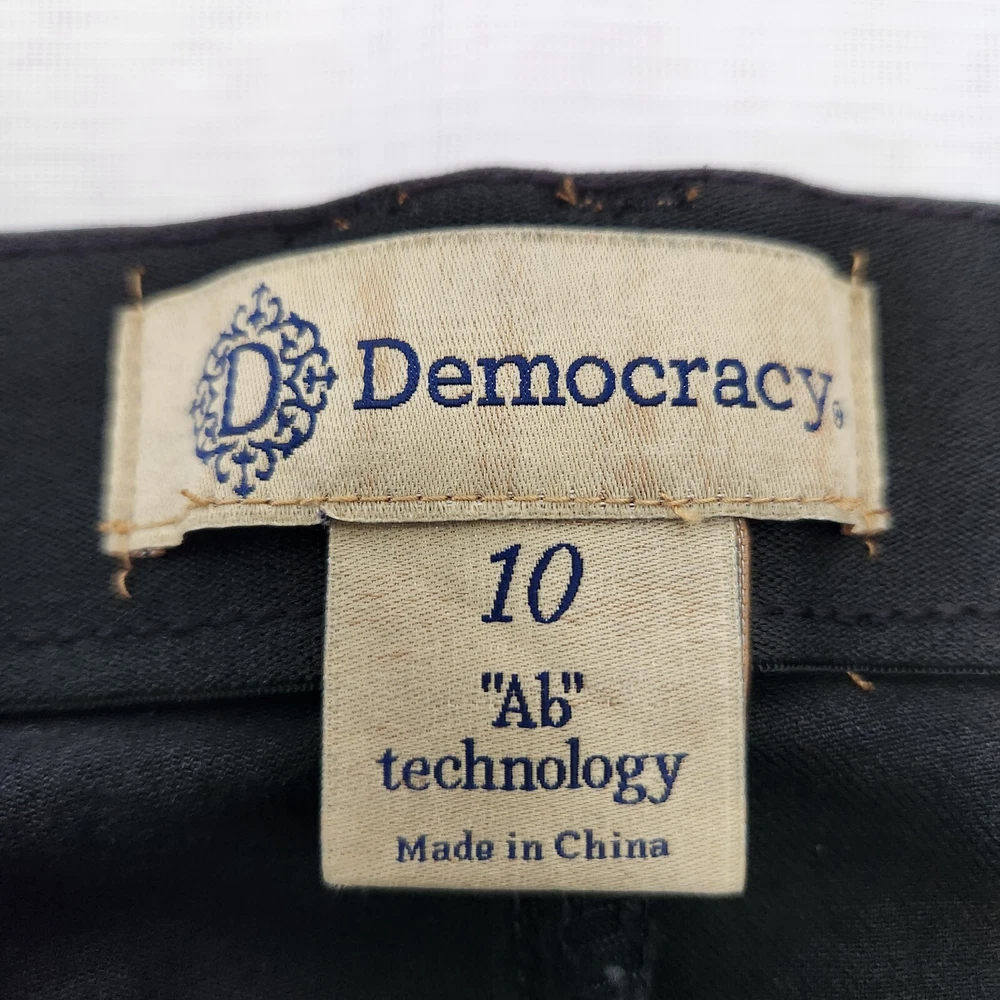 D Democracy®
10
"Ab"
technology
Made in China